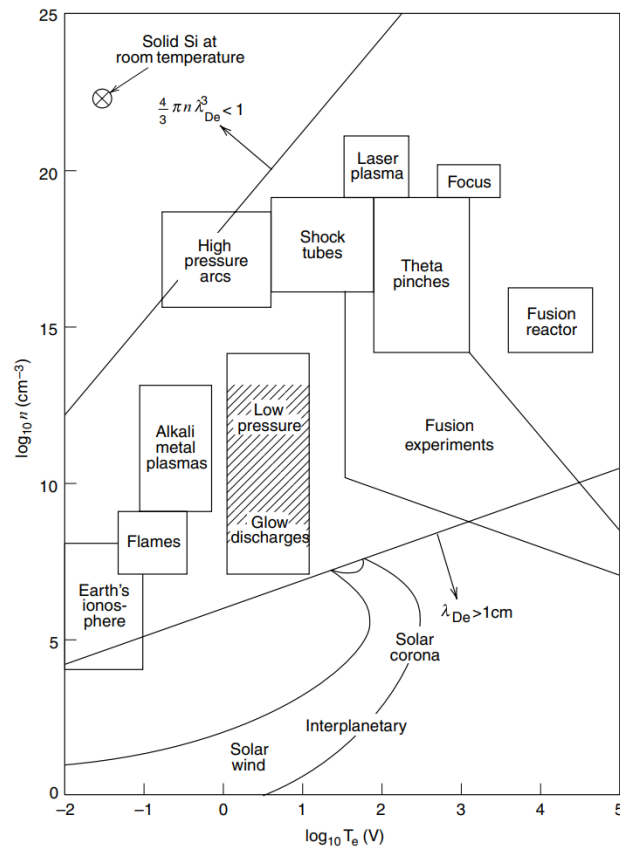 25
Solid Si at
room temperature
4/3 π n λ³De < 1
20
Laser
plasma
Focus
High
pressure
arcs
Shock
tubes
Theta
pinches
Fusion
reactor
15
log10 n (cm−3)
Low
pressure
Alkali
metal
plasmas
Fusion
experiments
10
Flames
Glow
discharges
Earth's
ionos-
phere
λDe>1cm
5
Solar
corona
Interplanetary
Solar
wind
0
−2
−1
0
1
2
3
4
5
log10 Te (V)